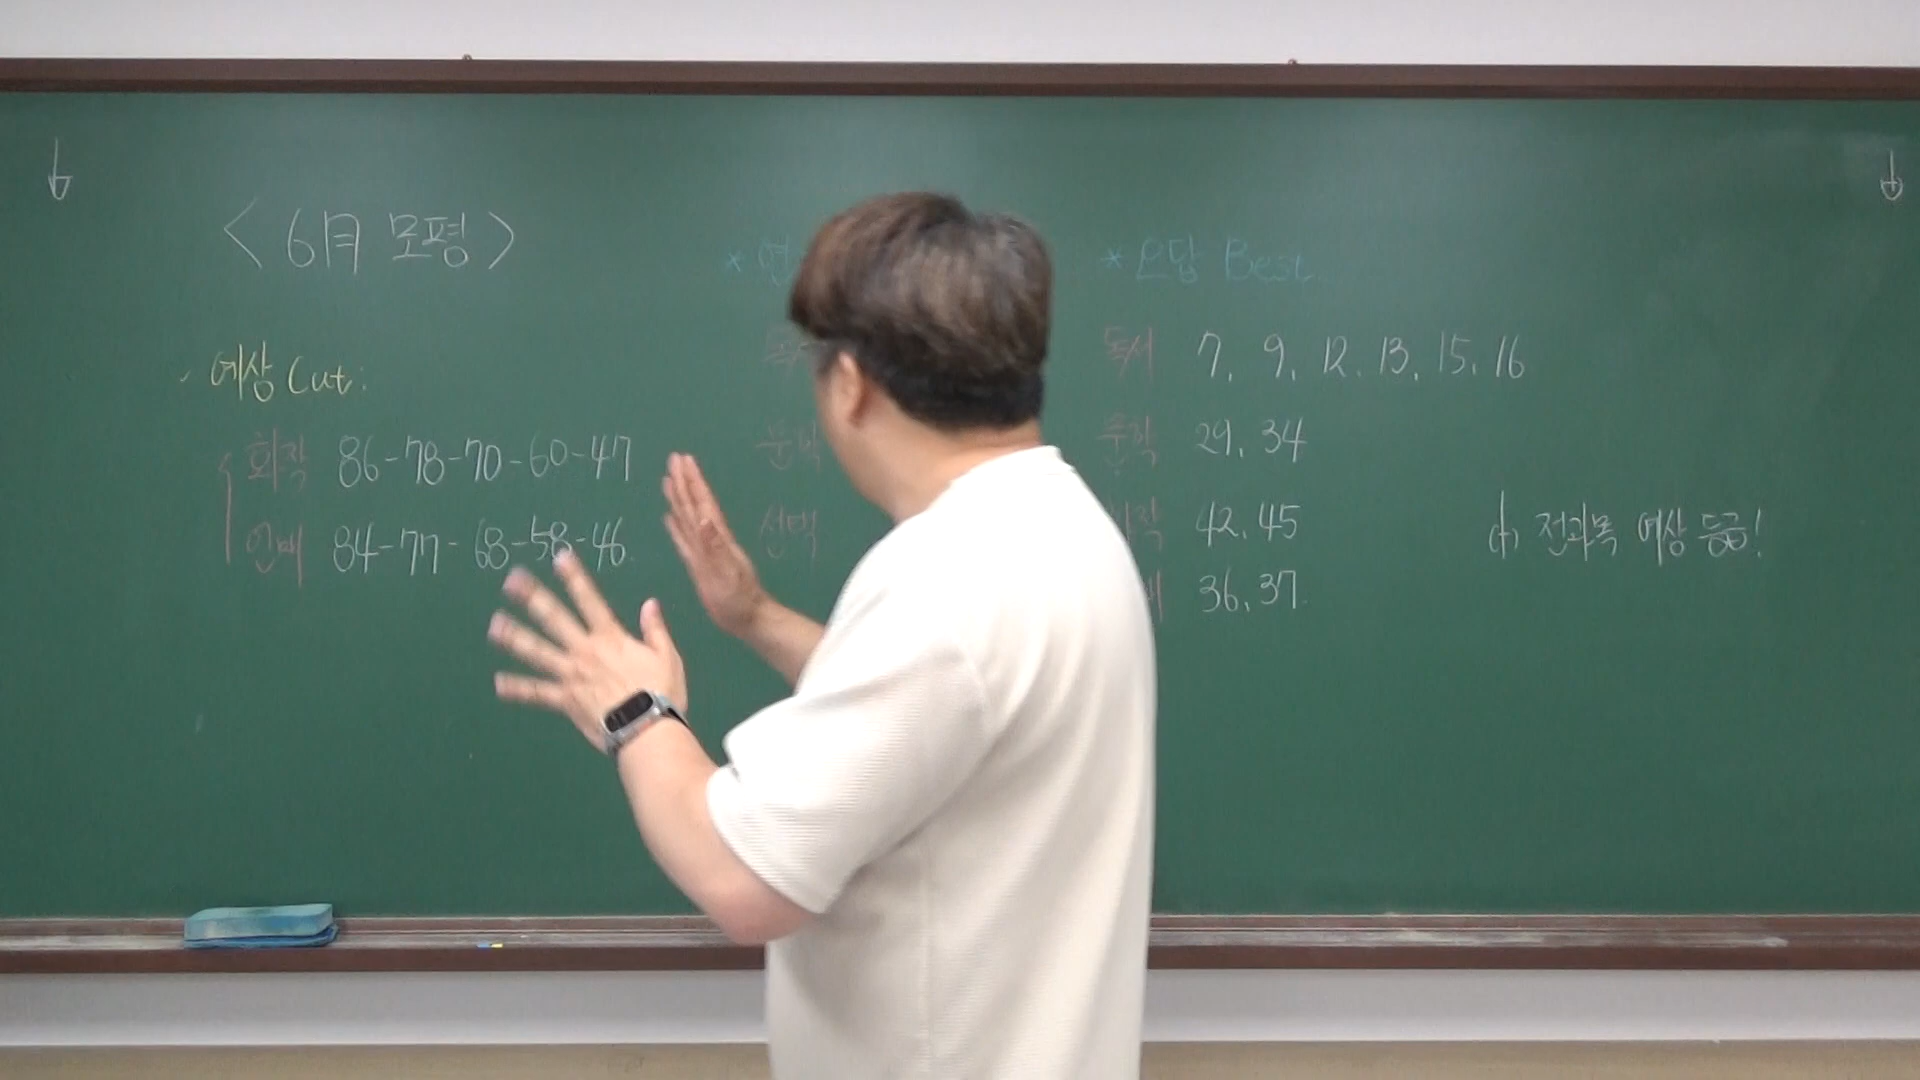 <6月 모평>
예상 Cut:
화작 86-78-70-60-47
언매 84-77-68-58-46
선택
* 오답 Best
독서 7, 9, 12, 13, 15, 16
문학 29, 34
42, 45
36, 37
전과목 예상 등급!